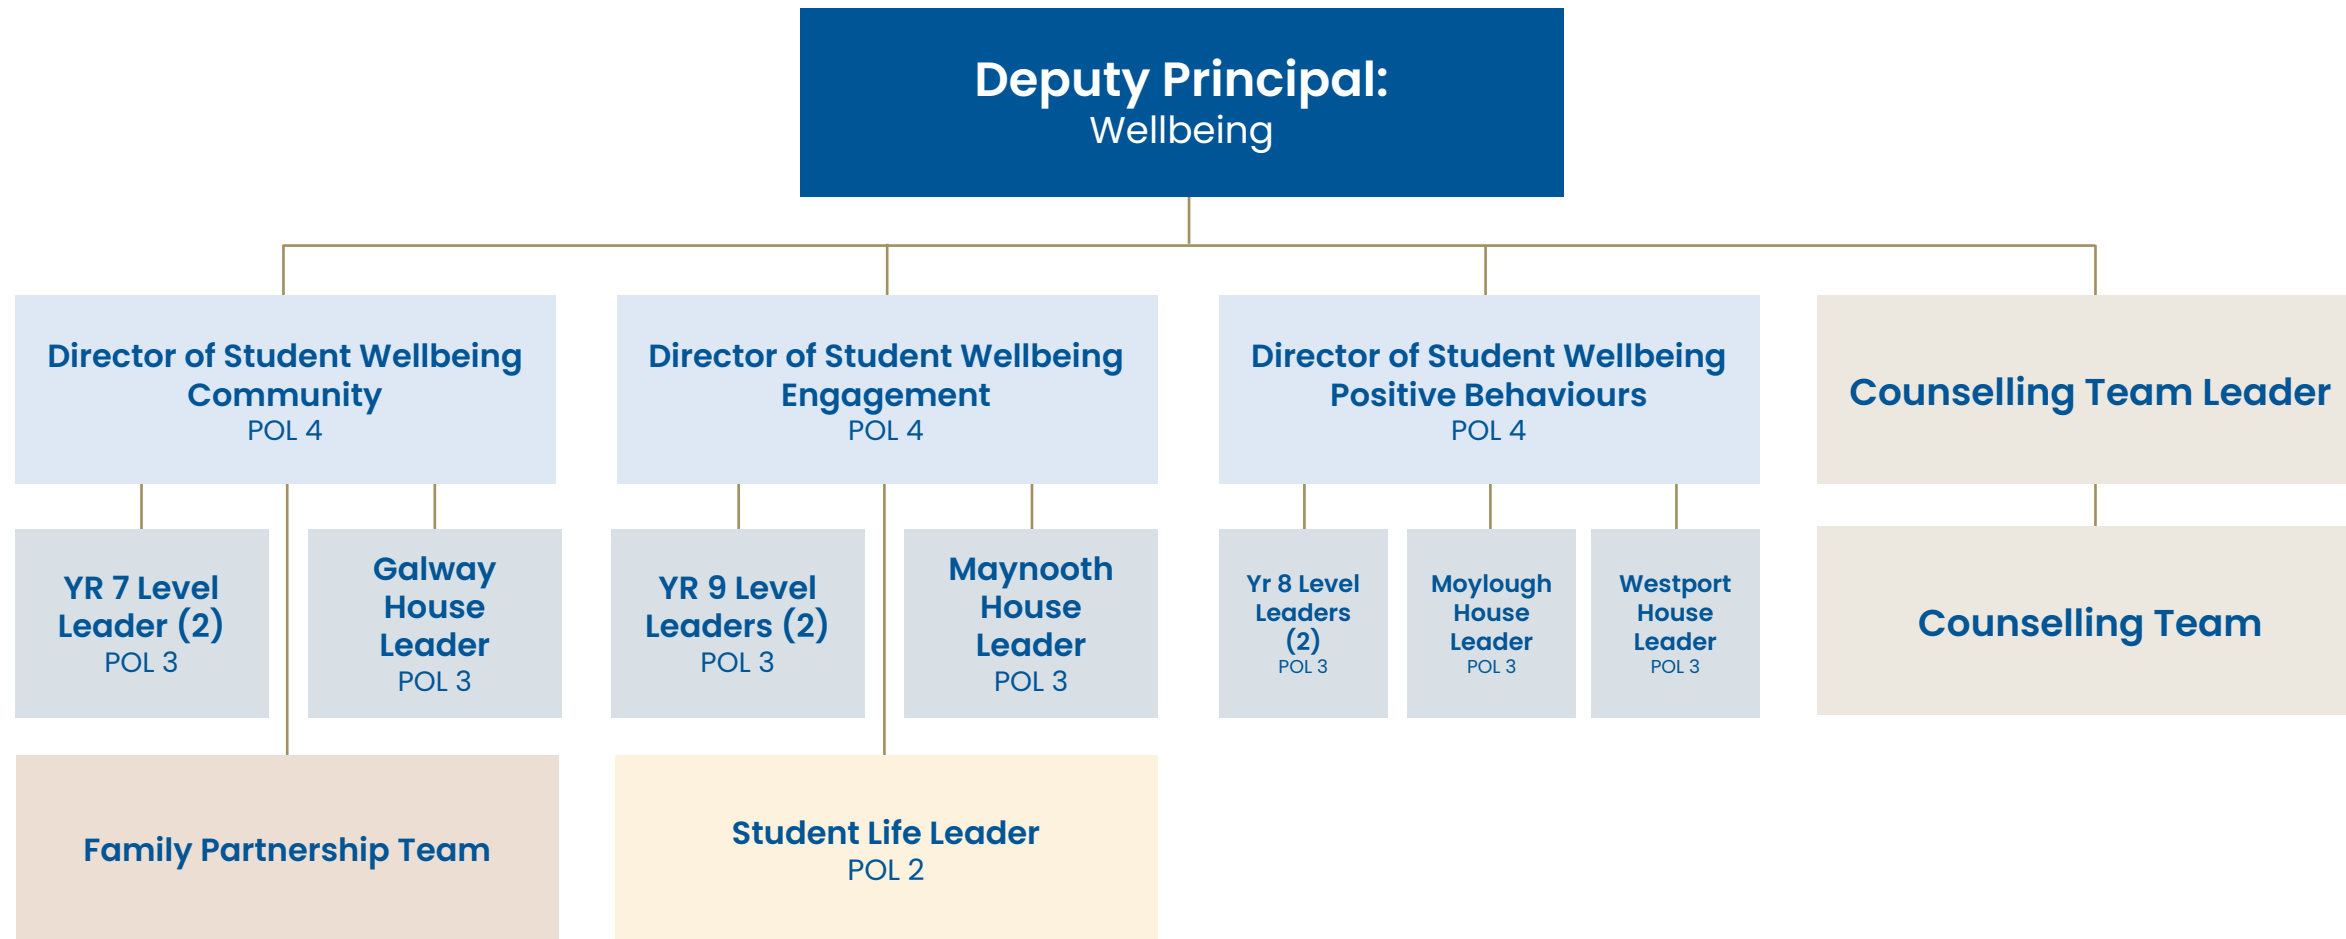 Deputy Principal:
Wellbeing
Director of Student Wellbeing
Community
POL 4
Director of Student Wellbeing
Engagement
POL 4
Director of Student Wellbeing
Positive Behaviours
POL 4
Counselling Team Leader
YR 7 Level
Leader (2)
POL 3
Galway
House
Leader
POL 3
YR 9 Level
Leaders (2)
POL 3
Maynooth
House
Leader
POL 3
Yr 8 Level
Leaders
(2)
POL 3
Moylough
House
Leader
POL 3
Westport
House
Leader
POL 3
Counselling Team
Family Partnership Team
Student Life Leader
POL 2